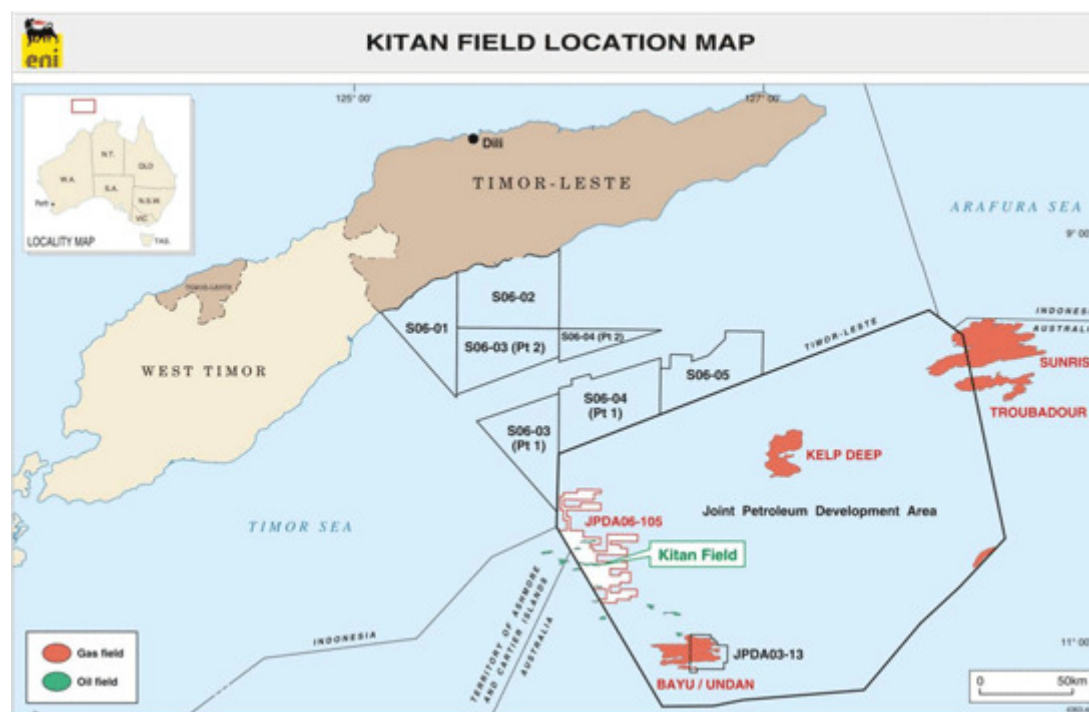 eni
KITAN FIELD LOCATION MAP
125° 00'
127° 00'
N.T.
QLD
W.A.
S.A.
N.S.W.
VIC
TAS.
LOCALITY MAP
Dili
TIMOR-LESTE
ARAFURA SEA
9° 00
TIMOR-LESTE
WEST TIMOR
S06-01
S06-02
S06-03 (Pt 2)
S06-04 (Pt 2)
S06-05
S06-04
(Pt 1)
S06-03
(Pt 1)
TIMOR-LESTE
INDONESI
AUSTRALI
SUNRIS
TROUBADOUR
KELP DEEP
TIMOR SEA
JPDA06-105
Joint Petroleum Development Area
Kitan Field
INDONESIA
TERRITORY OF ASHMORE
AND CARTIER ISLANDS
AUSTRALIA
Gas field
Oil field
JPDA03-13
BAYU / UNDAN
11° 00
0
50km